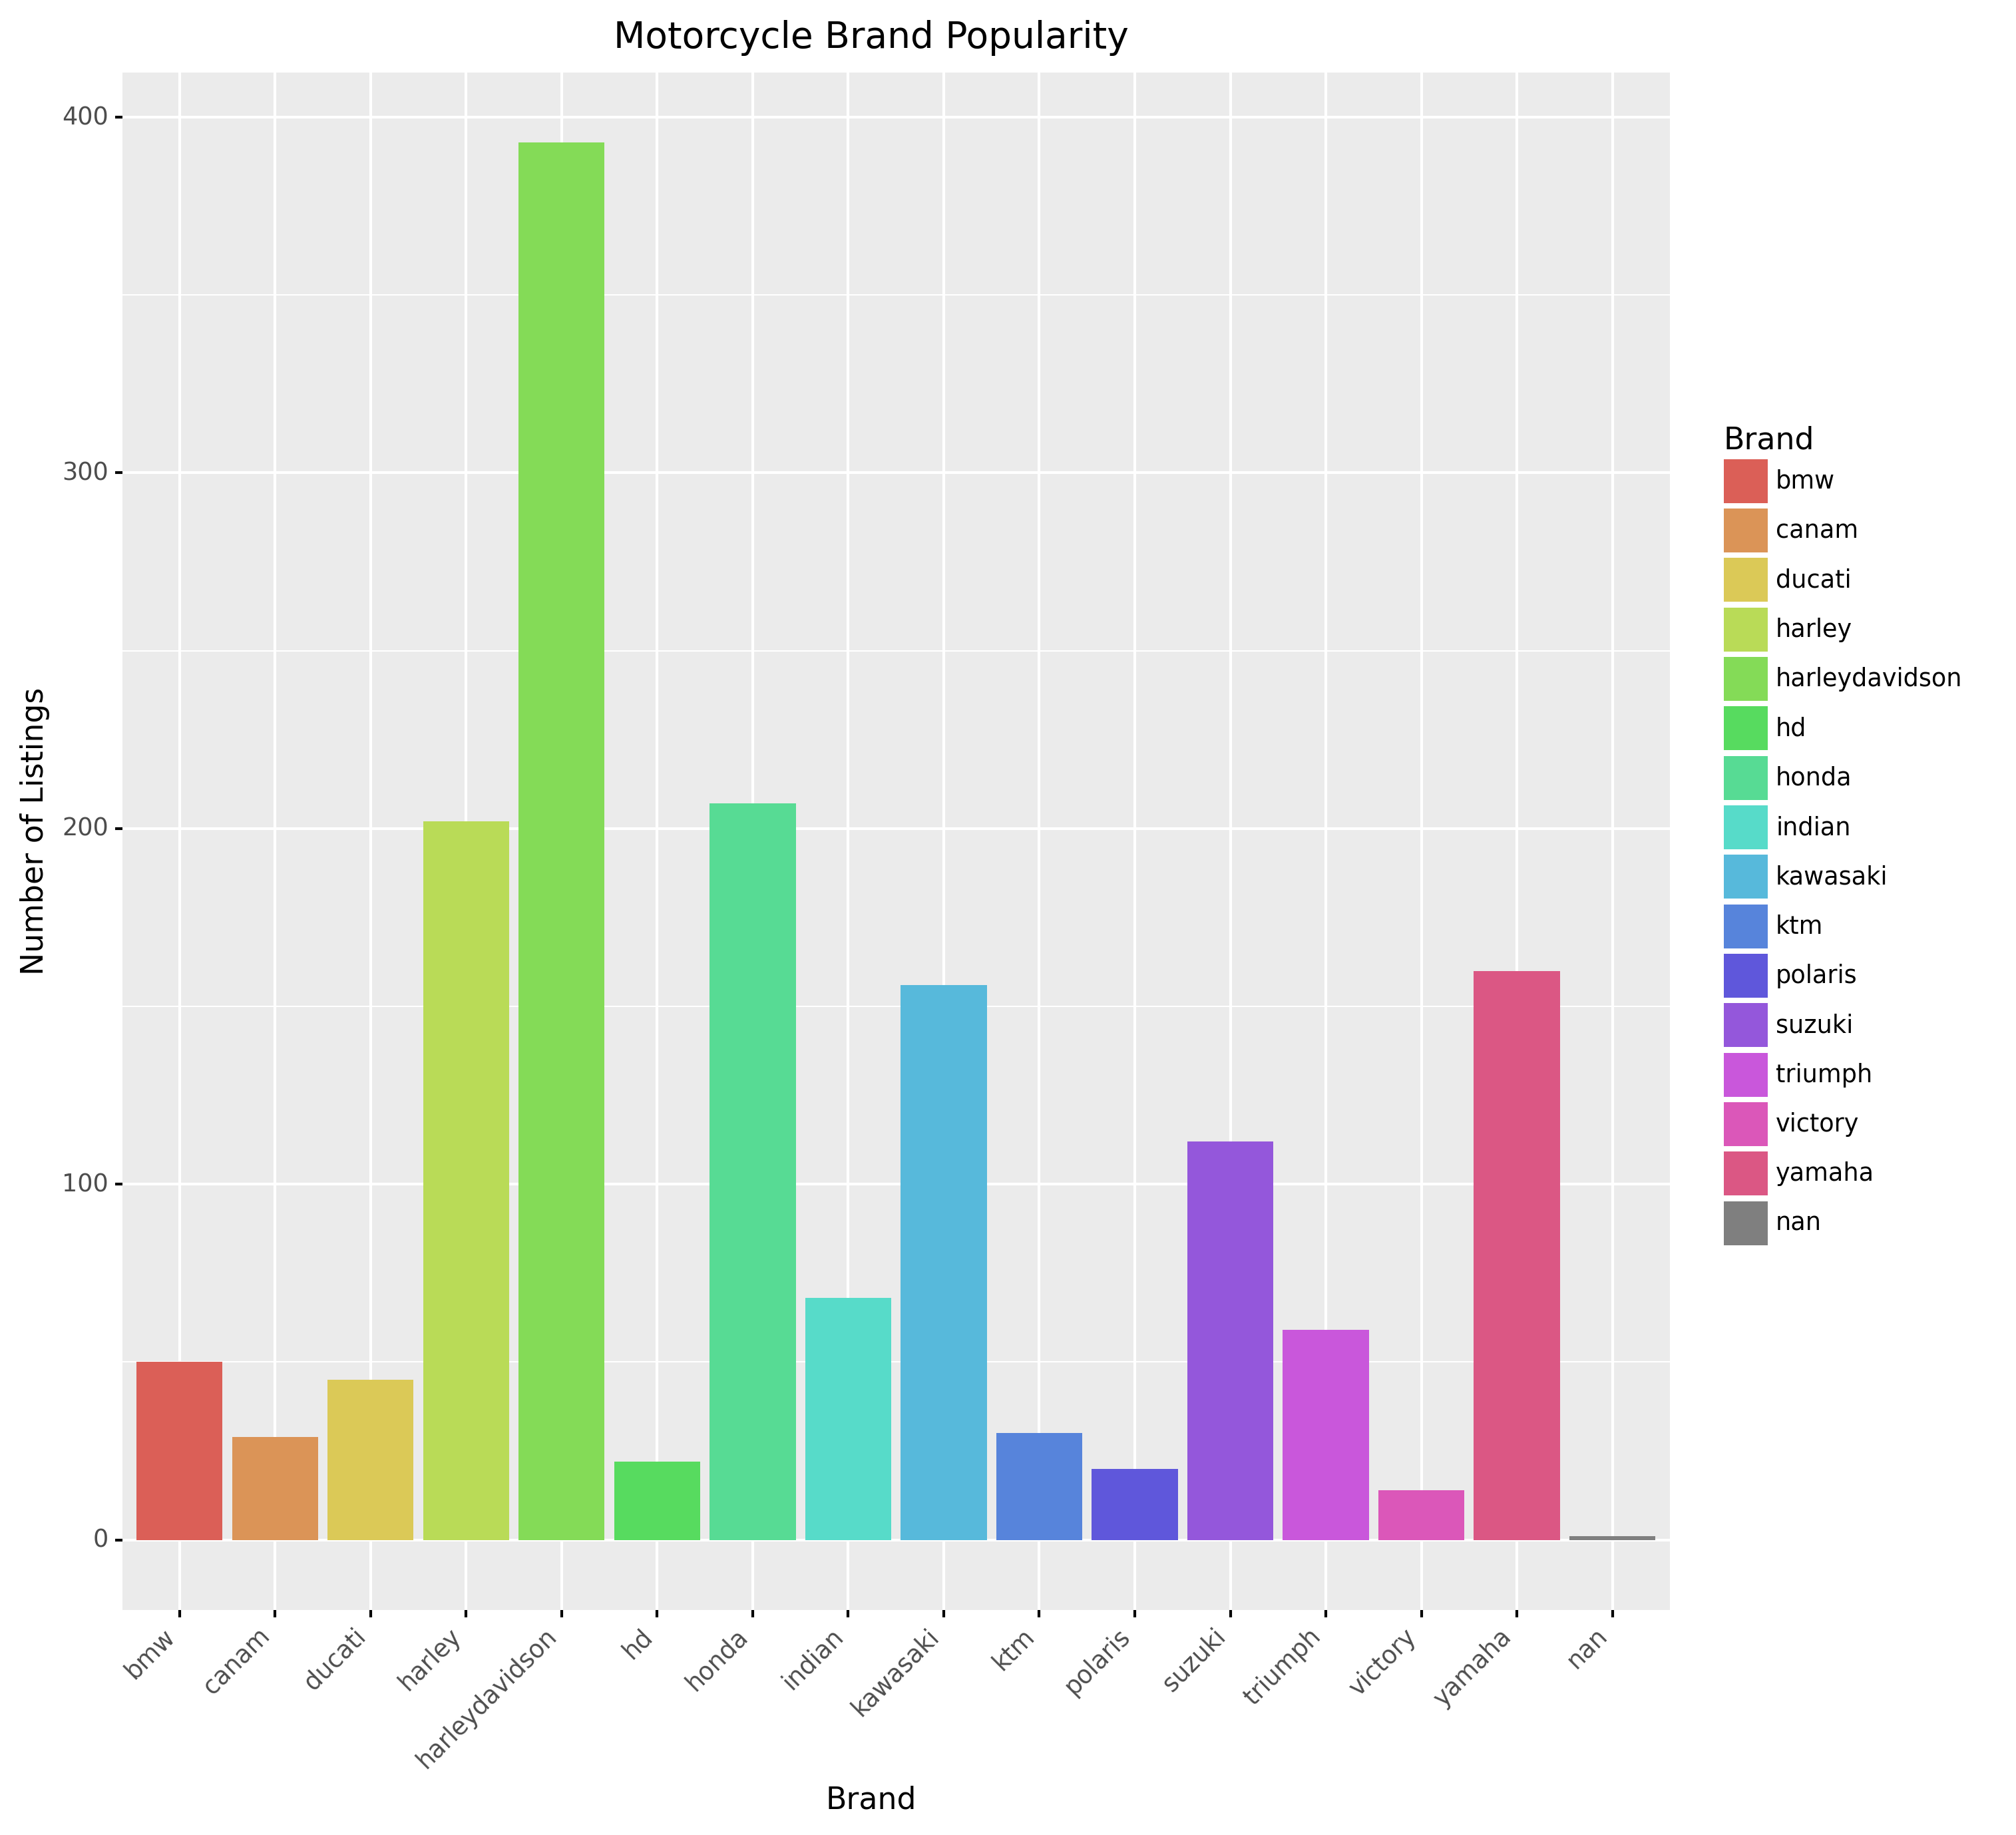 Motorcycle Brand Popularity
Number of Listings
400
300
200
100
0
bmw
canam
ducati
harley
harleydavidson
hd
honda
indian
kawasaki
ktm
polaris
suzuki
triumph
victory
yamaha
nan
Brand
Brand
bmw
canam
ducati
harley
harleydavidson
hd
honda
indian
kawasaki
ktm
polaris
suzuki
triumph
victory
yamaha
nan